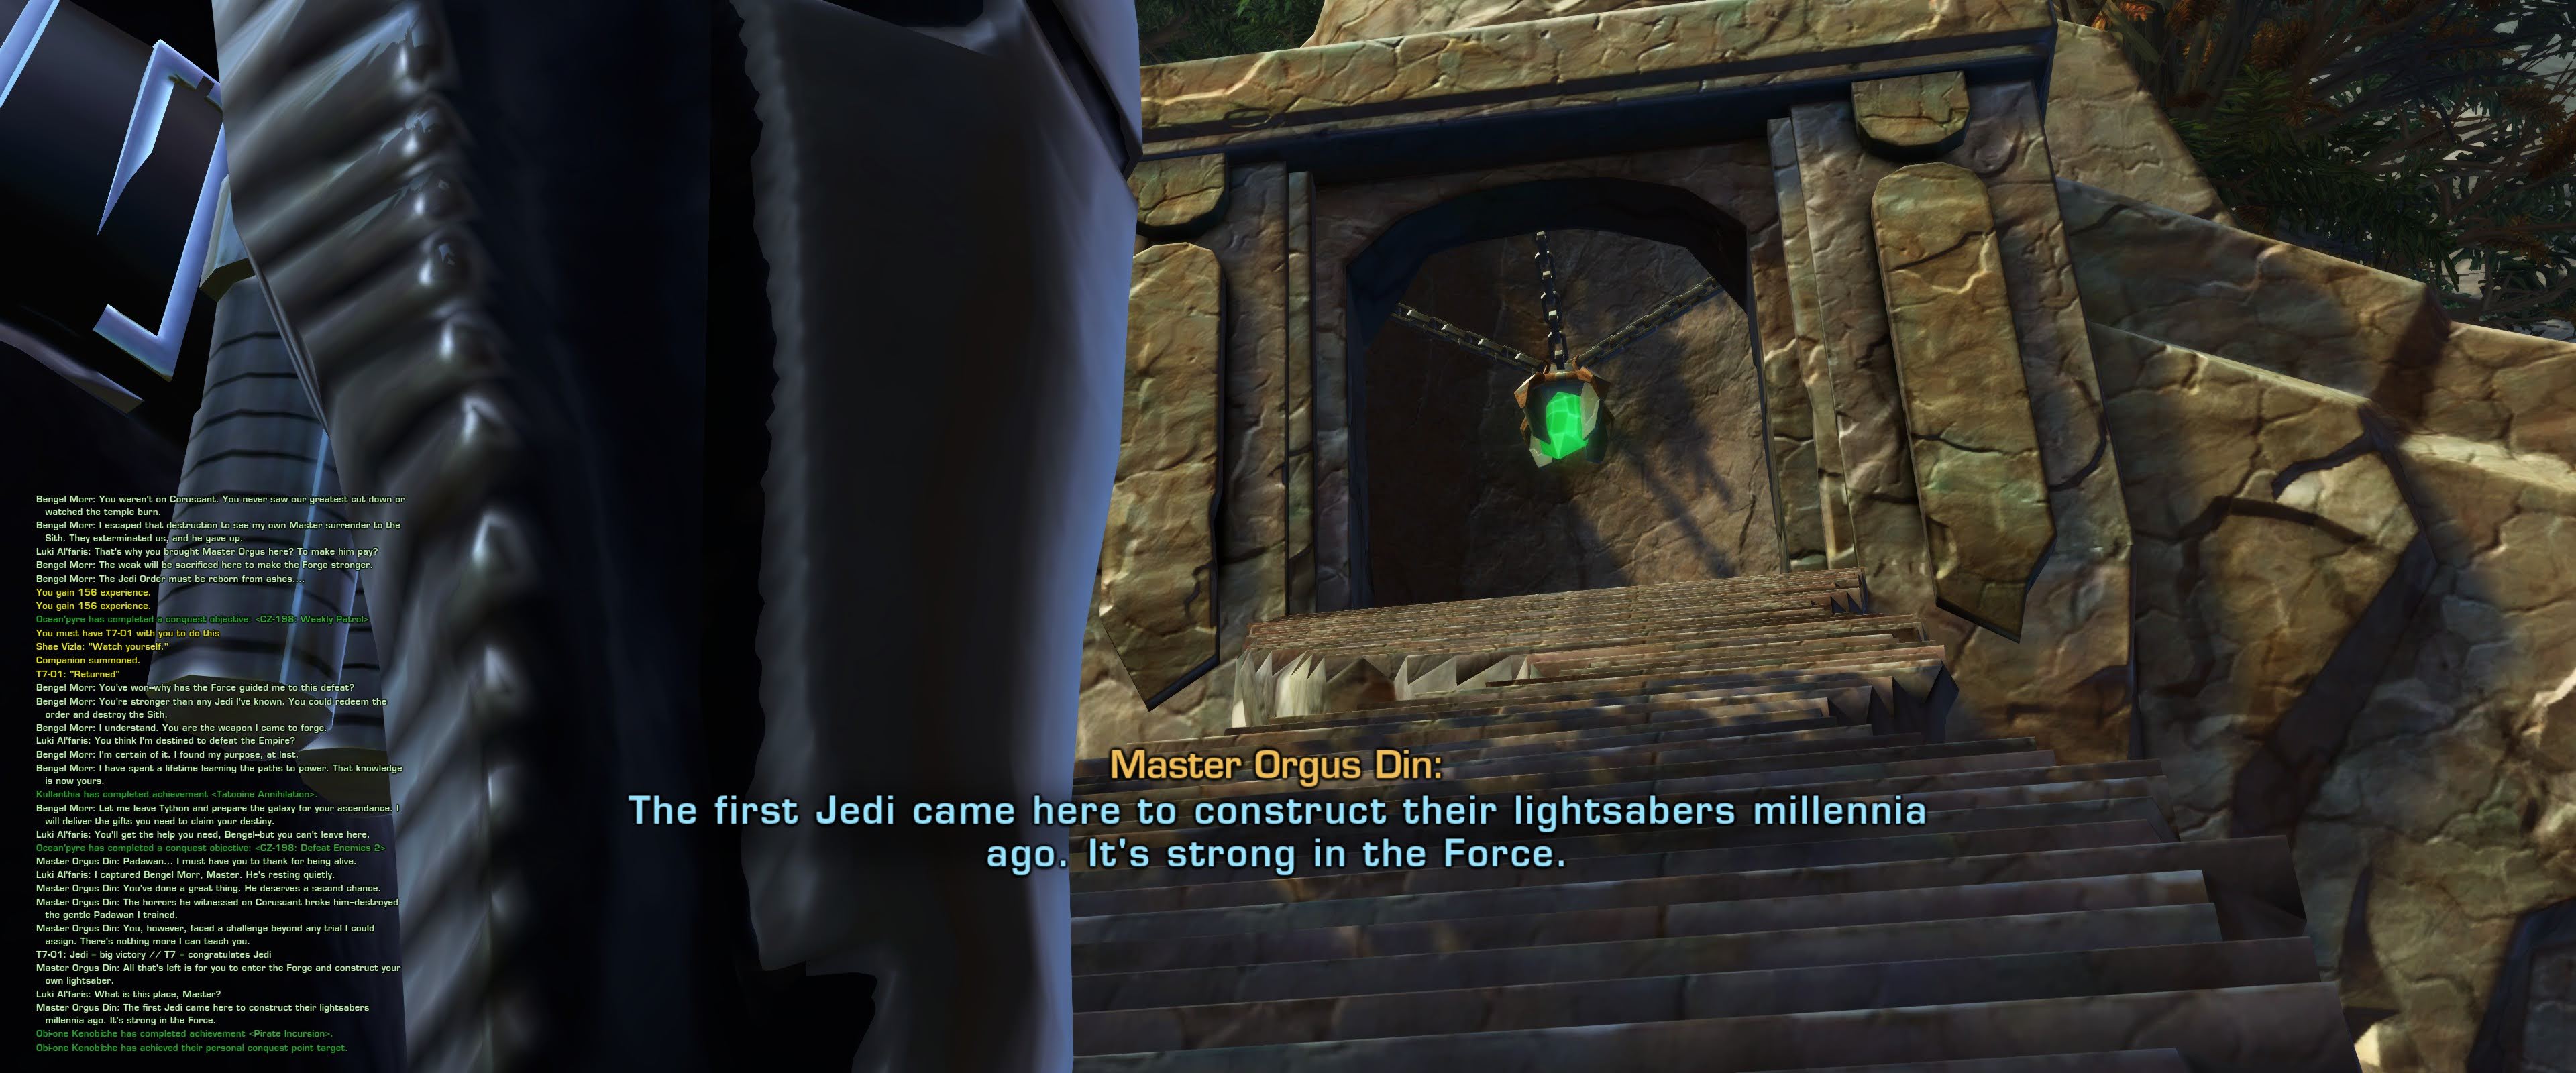 Bengel Morr: You weren't on Coruscant. You never saw our greatest cut down or
watched the temple burn.
Bengel Morr: I escaped that destruction to see my own Master surrender to the
Sith. They exterminated us, and he gave up.
Luki Al'faris: That's why you brought Master Orgus here? To make him pay?
Bengel Morr: The weak will be sacrificed here to make the Forge stronger.
Bengel Morr: The Jedi Order must be reborn from ashes....
You gain 156 experience.
You gain 156 experience.
Ocean'pyre has completed a conquest objective: <CZ-198: Weekly Patrol>
You must have T7-01 with you to do this
Shae Vizla: "Watch yourself."
Companion summoned.
T7-01: "Returned"
Bengel Morr: You've won—why has the Force guided me to this defeat?
Bengel Morr: You're stronger than any Jedi I've known. You could redeem the
order and destroy the Sith.
Bengel Morr: I understand. You are the weapon I came to forge.
Luki Al'faris: You think I'm destined to defeat the Empire?
Bengel Morr: I'm certain of it. I found my purpose, at last.
Bengel Morr: I have spent a lifetime learning the paths to power. That knowledge
is now yours.
Kullanthia has completed achievement <Tatooine Annihilation>.
Bengel Morr: Let me leave Tython and prepare the galaxy for your ascendance. I
will deliver the gifts you need to claim your destiny.
Luki Al'faris: You'll get the help you need, Bengel—but you can't leave here.
Ocean'pyre has completed a conquest objective: <CZ-198: Defeat Enemies 2>
Master Orgus Din: Padawan... I must have you to thank for being alive.
Luki Al'faris: I captured Bengel Morr, Master. He's resting quietly.
Master Orgus Din: You've done a great thing. He deserves a second chance.
Master Orgus Din: The horrors he witnessed on Coruscant broke him—destroyed
the gentle Padawan I trained.
Master Orgus Din: You, however, faced a challenge beyond any trial I could
assign. There's nothing more I can teach you.
T7-01: Jedi = big victory // T7 = congratulates Jedi
Master Orgus Din: All that's left is for you to enter the Forge and construct your
own lightsaber.
Luki Al'faris: What is this place, Master?
Master Orgus Din: The first Jedi came here to construct their lightsabers
millennia ago. It's strong in the Force.
Obi-one Kenobîche has completed achievement <Pirate Incursion>.
Obi-one Kenobîche has achieved their personal conquest point target.
Master Orgus Din:
The first Jedi came here to construct their lightsabers millennia
ago. It's strong in the Force.